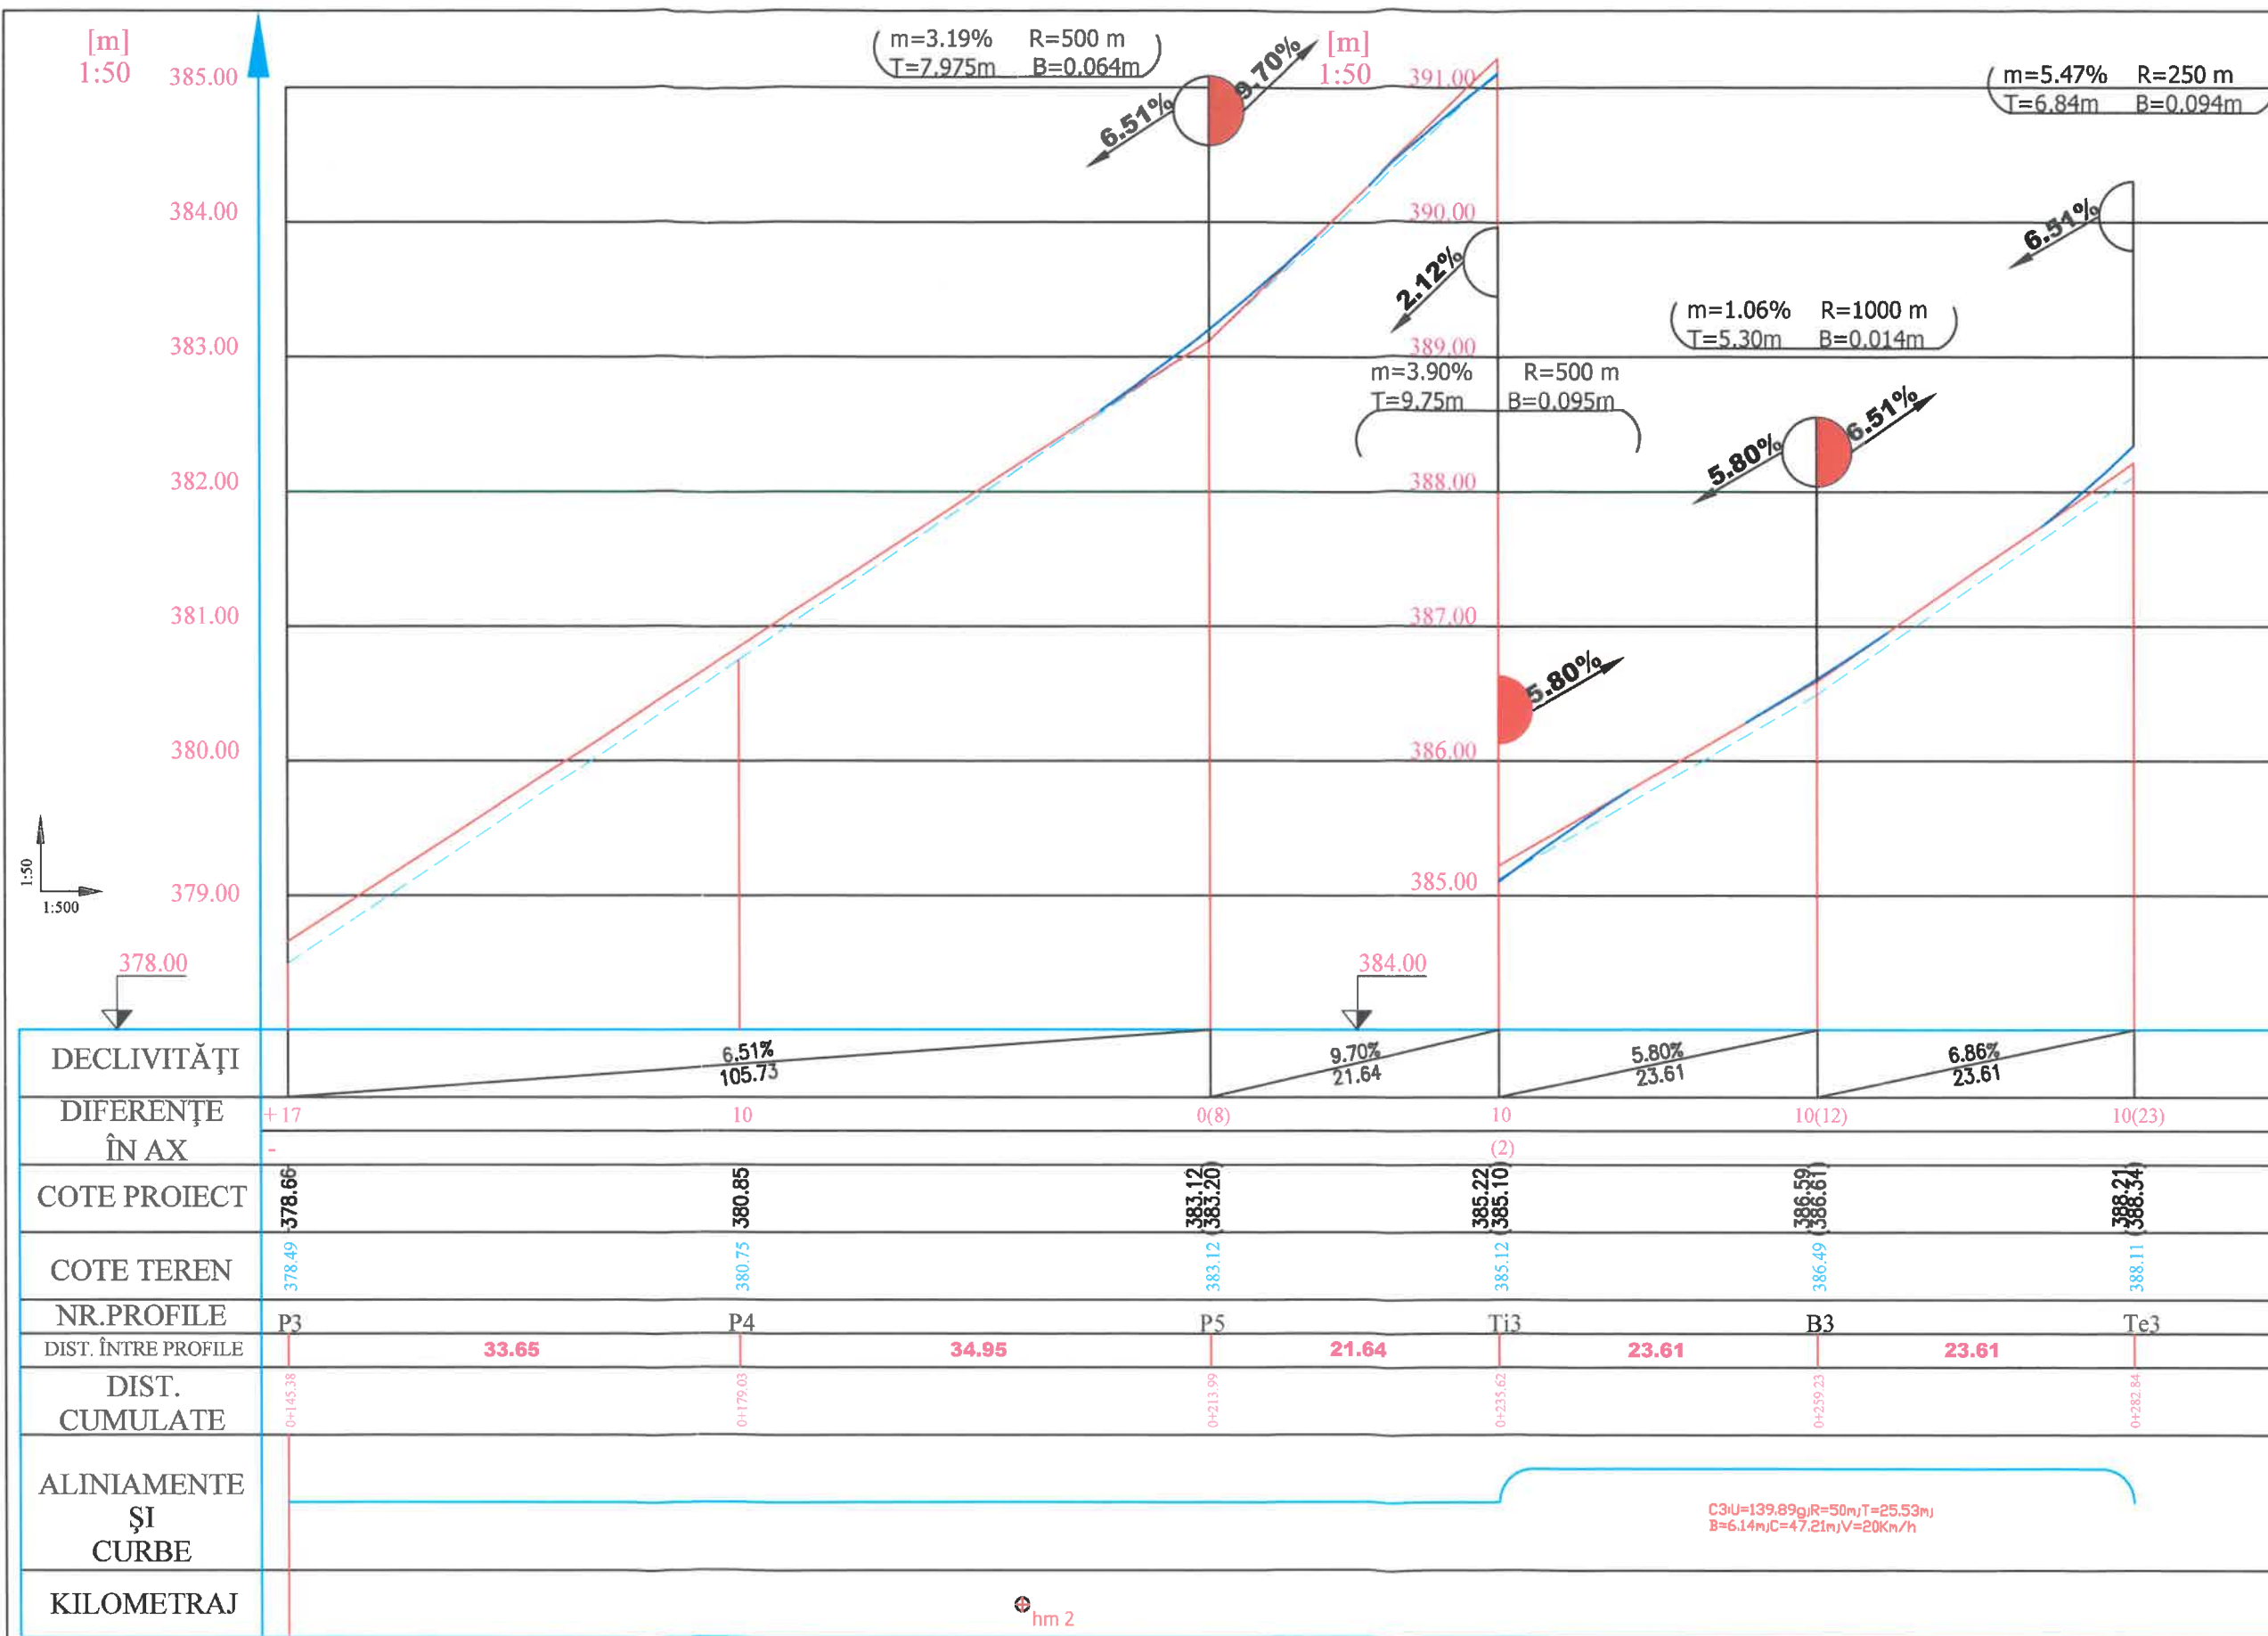 [m]
1:50
385.00
384.00
383.00
382.00
381.00
380.00
379.00
378.00
1:50
1:500
m=3.19% R=500 m
T=7.975m B=0.064m
6.51%
9.70%
[m]
1:50
391.00
390.00
389.00
388.00
387.00
386.00
385.00
384.00
2.12%
m=3.90% R=500 m
T=9.75m B=0.095m
5.80%
m=1.06% R=1000 m
T=5.30m B=0.014m
5.80%
6.51%
m=5.47% R=250 m
T=6.84m B=0.094m
6.51%
DECLIVITĂŢI
6.51% 9.70% 5.80% 6.86%
105.73 21.64 23.61 23.61
DIFERENŢE
ÎN AX
+ 17 10 0(8) 10 10(12) 10(23)
- (2)
COTE PROIECT
378.66 380.85 383.12 (383.20) 385.22 (385.10) 386.59 (386.61) 388.21 (388.34)
COTE TEREN
378.49 380.75 383.12 385.12 386.49 388.11
NR.PROFILE
P3 P4 P5 Ti3 B3 Te3
DIST. ÎNTRE PROFILE
33.65 34.95 21.64 23.61 23.61
DIST.
CUMULATE
0+145.38 0+179.03 0+213.99 0+235.62 0+259.23 0+282.84
ALINIAMENTE
ŞI
CURBE
C3:U=139.89g;R=50m;T=25.53m;
B=6.14m;C=47.21m;V=20Km/h
KILOMETRAJ
hm 2